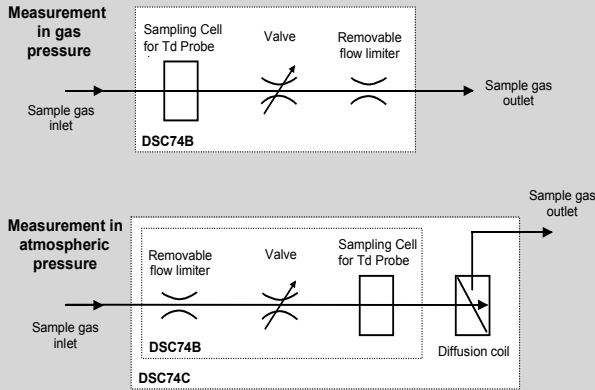 Measurement
in gas
pressure
Sampling Cell
for Td Probe
Valve
Removable
flow limiter
Sample gas
inlet
Sample gas
outlet
DSC74B
Measurement in
atmospheric
pressure
Sample gas
outlet
Removable
flow limiter
Valve
Sampling Cell
for Td Probe
Sample gas
inlet
DSC74B
Diffusion coil
DSC74C